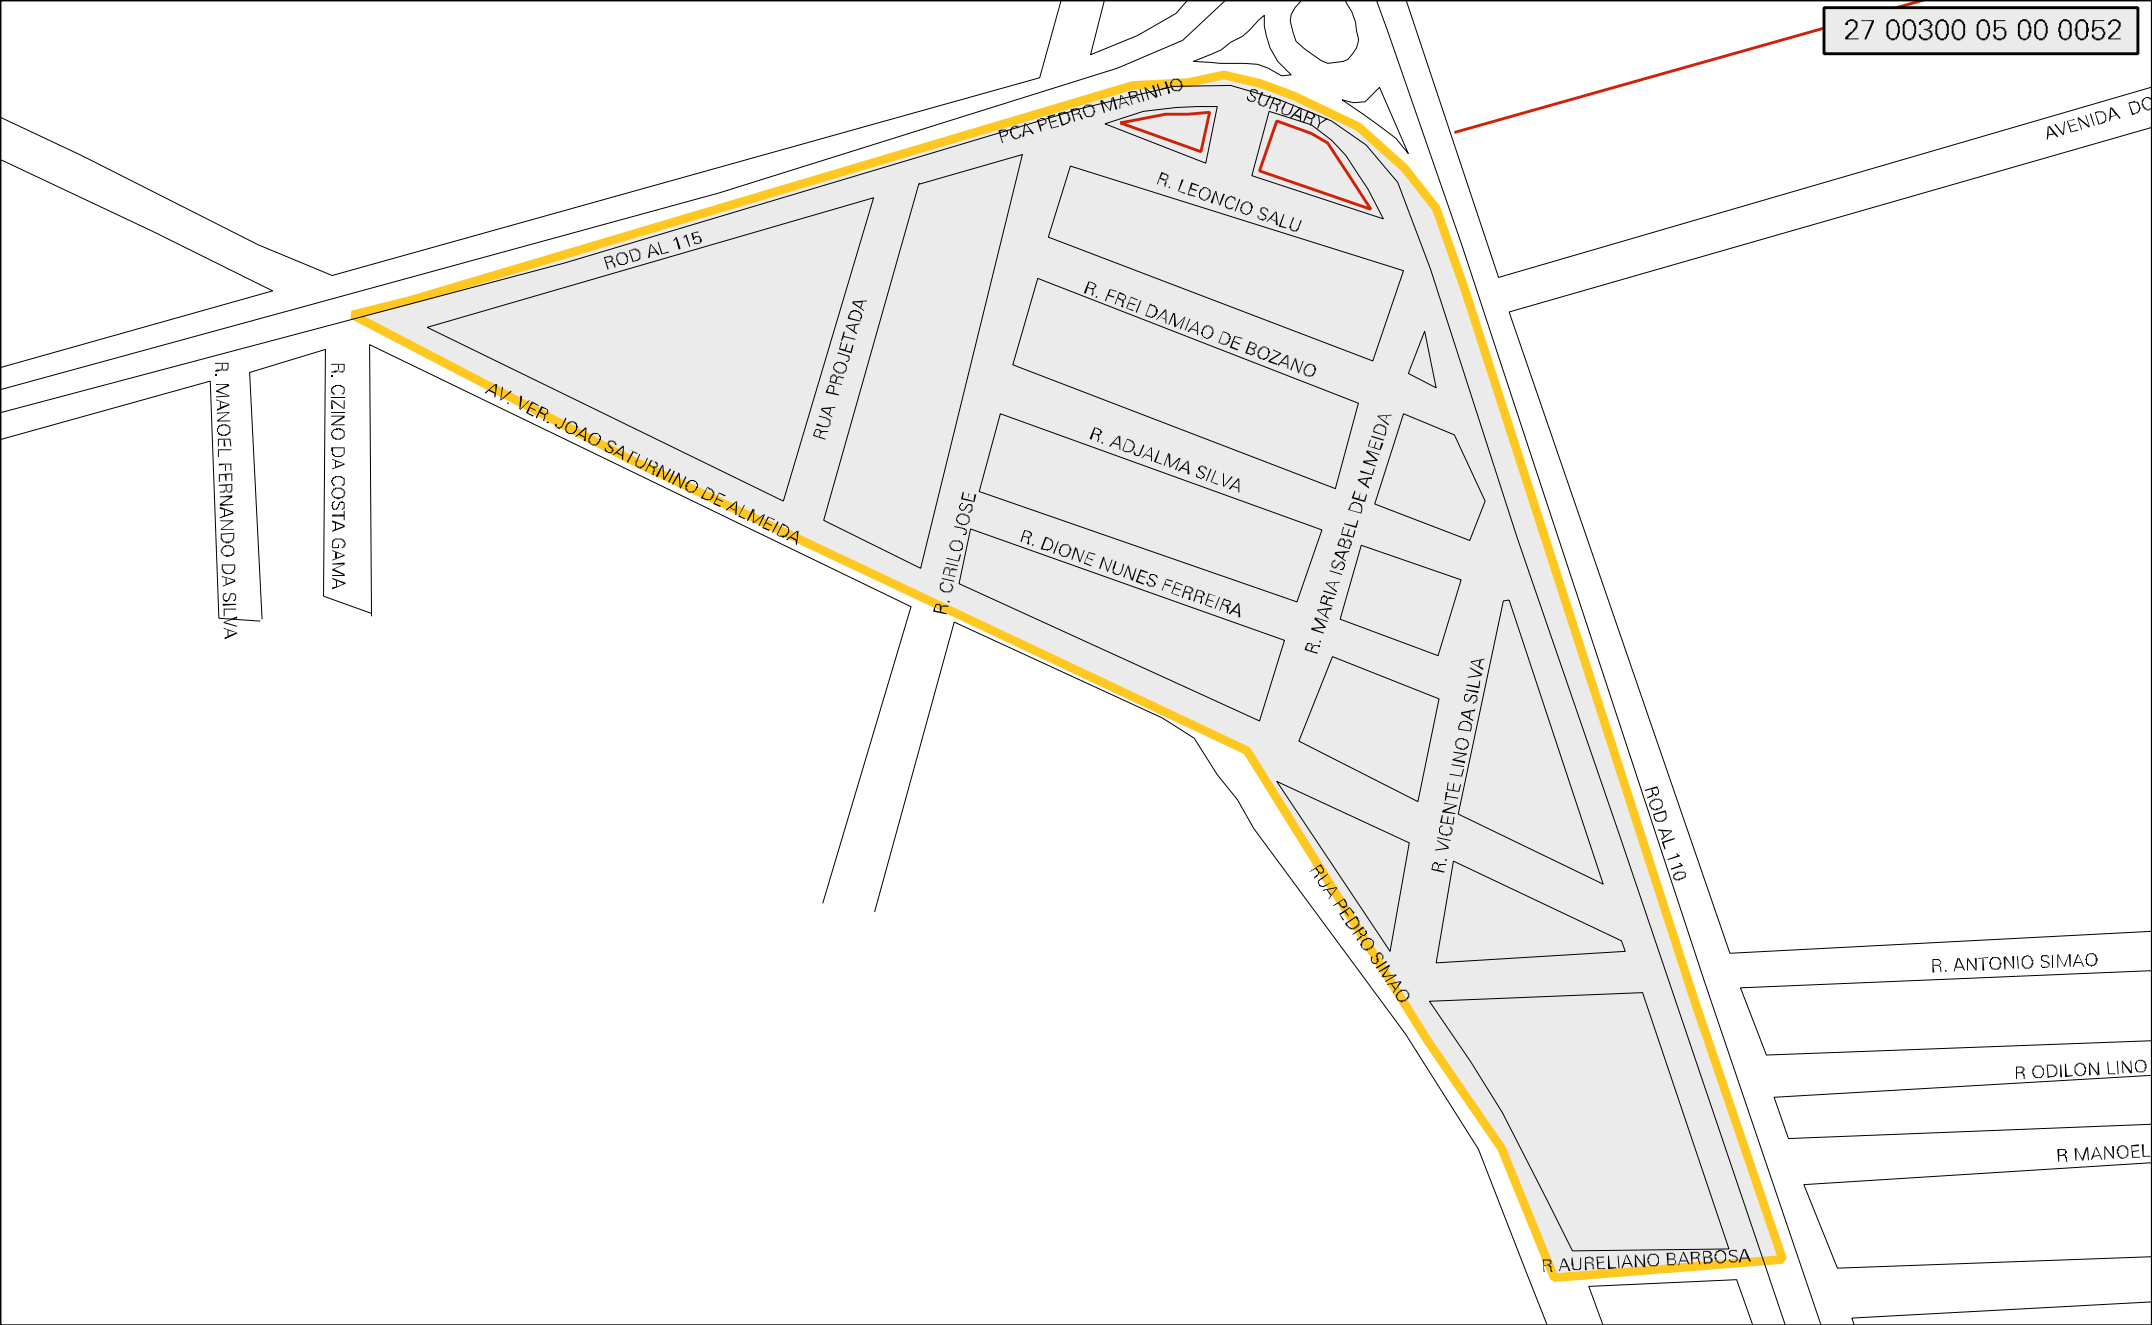 27 00300 05 00 0052
PCA PEDRO MARINHO
SURUARY
AVENIDA DO
R. LEONCIO SALU
ROD AL 115
R. FREI DAMIAO DE BOZANO
RUA PROJETADA
R. MANOEL FERNANDO DA SILVA
R. CIZINO DA COSTA GAMA
AV. VER. JOAO SATURNINO DE ALMEIDA
R. ADJALMA SILVA
R. MARIA ISABEL DE ALMEIDA
R. CIRILO JOSE
R. DIONE NUNES FERREIRA
R. VICENTE LINO DA SILVA
ROD AL 110
RUA PEDRO SIMAO
R. ANTONIO SIMAO
R ODILON LINO
R MANOEL
R AURELIANO BARBOSA